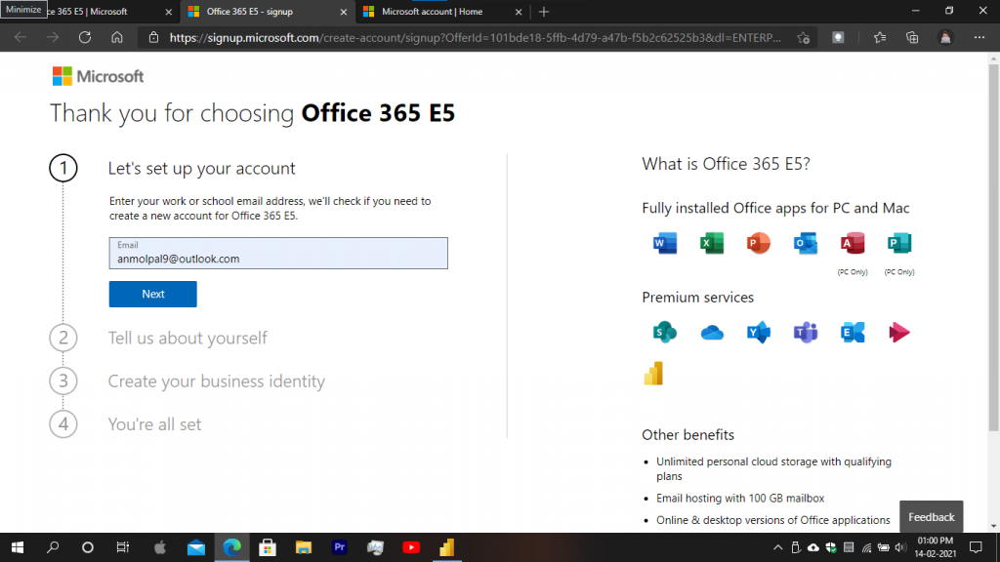 Minimize
ce 365 E5 | Microsoft
Office 365 E5 - signup
Microsoft account | Home
https://signup.microsoft.com/create-account/signup?OfferId=101bde18-5ffb-4d79-a47b-f5b2c62525b3&dl=ENTERP...
Microsoft
Thank you for choosing Office 365 E5
1
Let's set up your account
Enter your work or school email address, we'll check if you need to
create a new account for Office 365 E5.
Email
anmolpal9@outlook.com
Next
2
Tell us about yourself
3
Create your business identity
4
You're all set
What is Office 365 E5?
Fully installed Office apps for PC and Mac
W
X
P
O
A
P
(PC Only)
(PC Only)
Premium services
S
Y
T
E
Other benefits
Unlimited personal cloud storage with qualifying
plans
Email hosting with 100 GB mailbox
Online & desktop versions of Office applications
Feedback
Pr
01:00 PM
14-02-2021